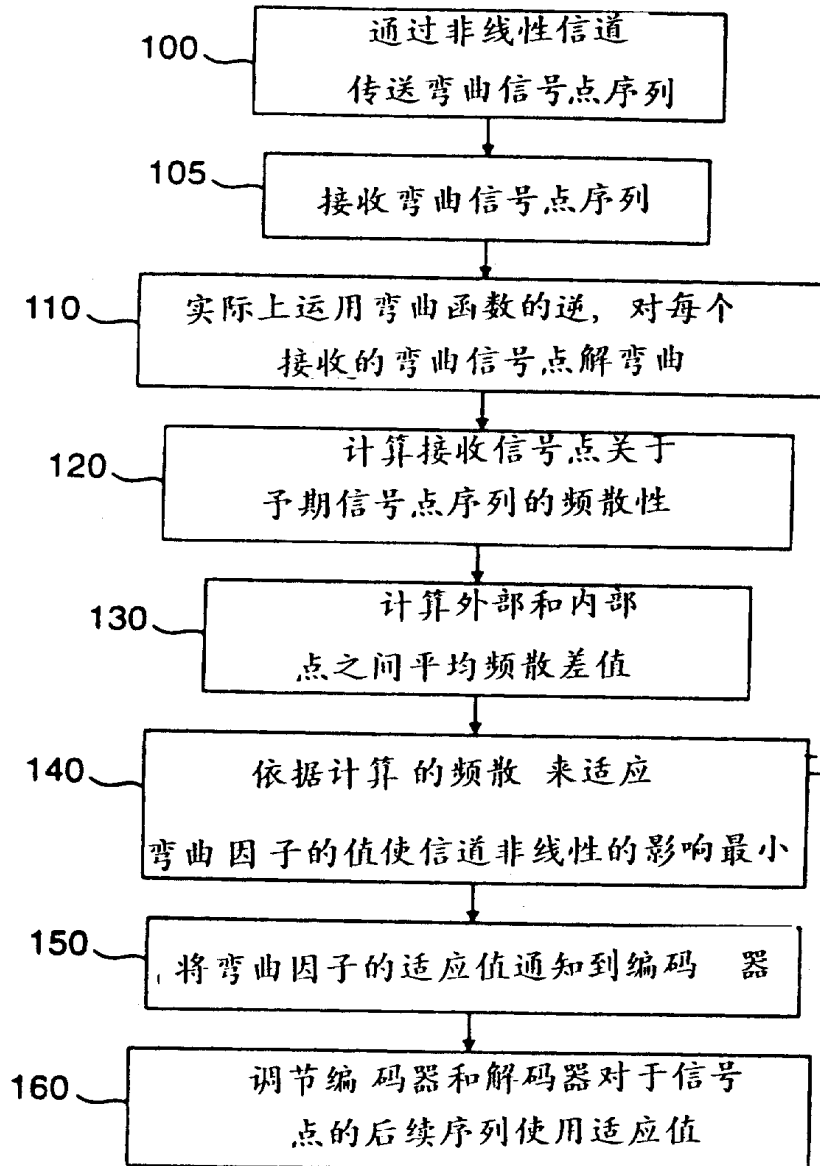 100
通过非线性信道
传送弯曲信号点序列
105
接收弯曲信号点序列
110
实际上运用弯曲函数的逆, 对每个
接收的弯曲信号点解弯曲
120
计算接收信号点关于
予期信号点序列的频散性
130
计算外部和内部
点之间平均频散差值
140
依据计算的频散 来适应
弯曲因子的值使信道非线性的影响最小
150
将弯曲因子的适应值通知到编码 器
160
调节编码器和解码器对于信号
点的后续序列使用适应值